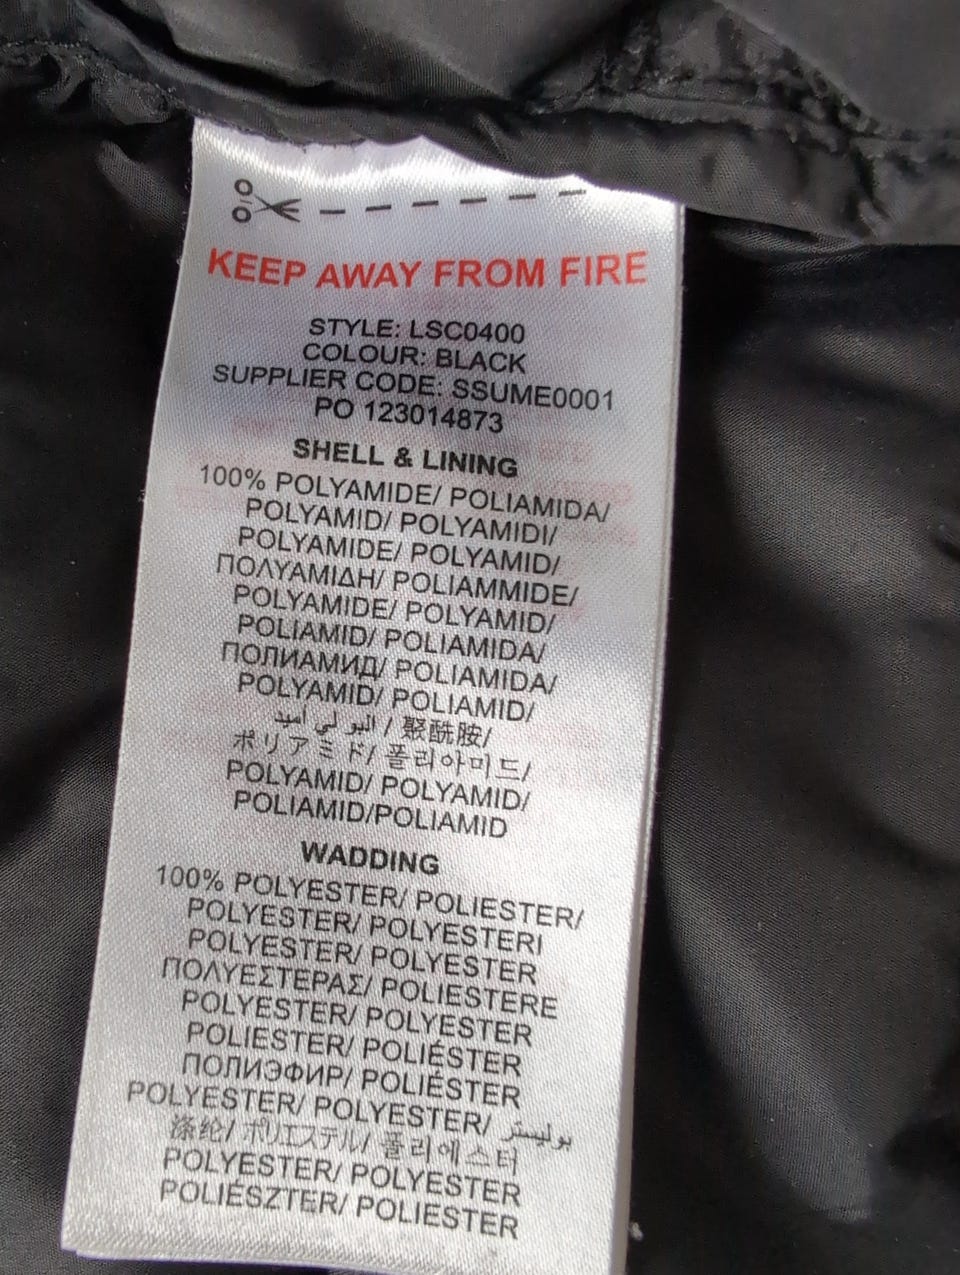 KEEP AWAY FROM FIRE
STYLE: LSC0400
COLOUR: BLACK
SUPPLIER CODE: SSUME0001
PO 123014873
SHELL & LINING
100% POLYAMIDE/ POLIAMIDA/
POLYAMID/ POLYAMIDI/
POLYAMIDE/ POLYAMID/
ΠΟΛΥΑΜΙΔΗ/ POLIAMMIDE/
POLYAMIDE/ POLYAMID/
POLIAMID/ POLIAMIDA/
ПОЛИАМИД/ POLIAMIDA/
POLYAMID/ POLIAMID/
البو لي اميد / 聚酰胺/
ポリアミド/ 폴리아미드/
POLYAMID/ POLYAMID/
POLIAMID/POLIAMID
WADDING
100% POLYESTER/ POLIESTER/
POLYESTER/ POLYESTERI
POLYESTER/ POLYESTER
ΠΟΛΥΕΣΤΕΡΑΣ/ POLIESTERE
POLYESTER/ POLYESTER
POLIESTER/ POLIÉSTER
ПОЛИЭФИР/ POLIÉSTER
POLYESTER/ POLYESTER/ بوليستر
涤纶/ ポリエステル/ 폴리에스터
POLYESTER/ POLYESTER
POLIÉSZTER/ POLIESTER